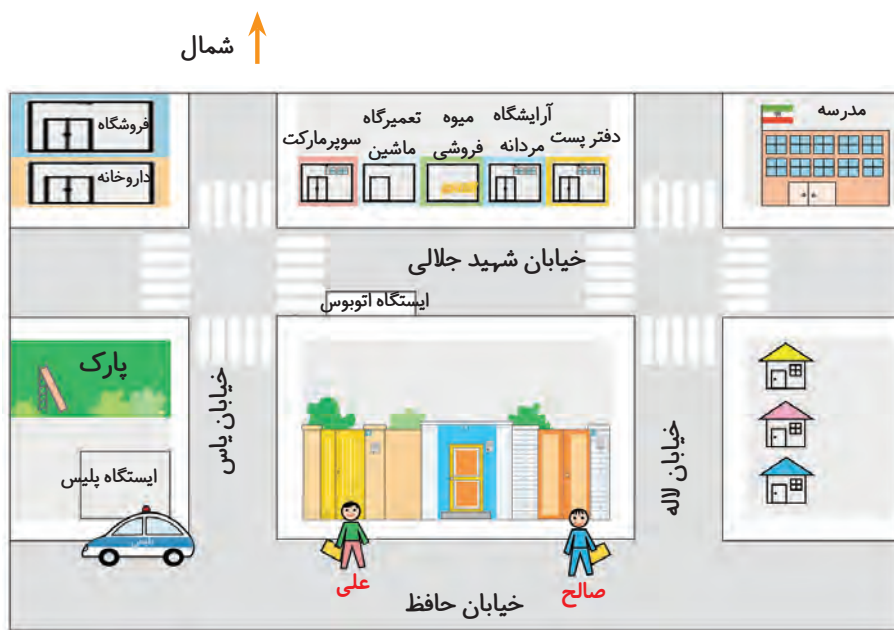 شمال
مدرسه
دفتر پست
آرایشگاه
مردانه
میوه
فروشی
تعمیرگاه
ماشین
سوپرمارکت
فروشگاه
داروخانه
خیابان شهید جلالی
ایستگاه اتوبوس
پارک
خیابان یاس
خیابان لاله
ایستگاه پلیس
پلیس
صالح
علی
خیابان حافظ